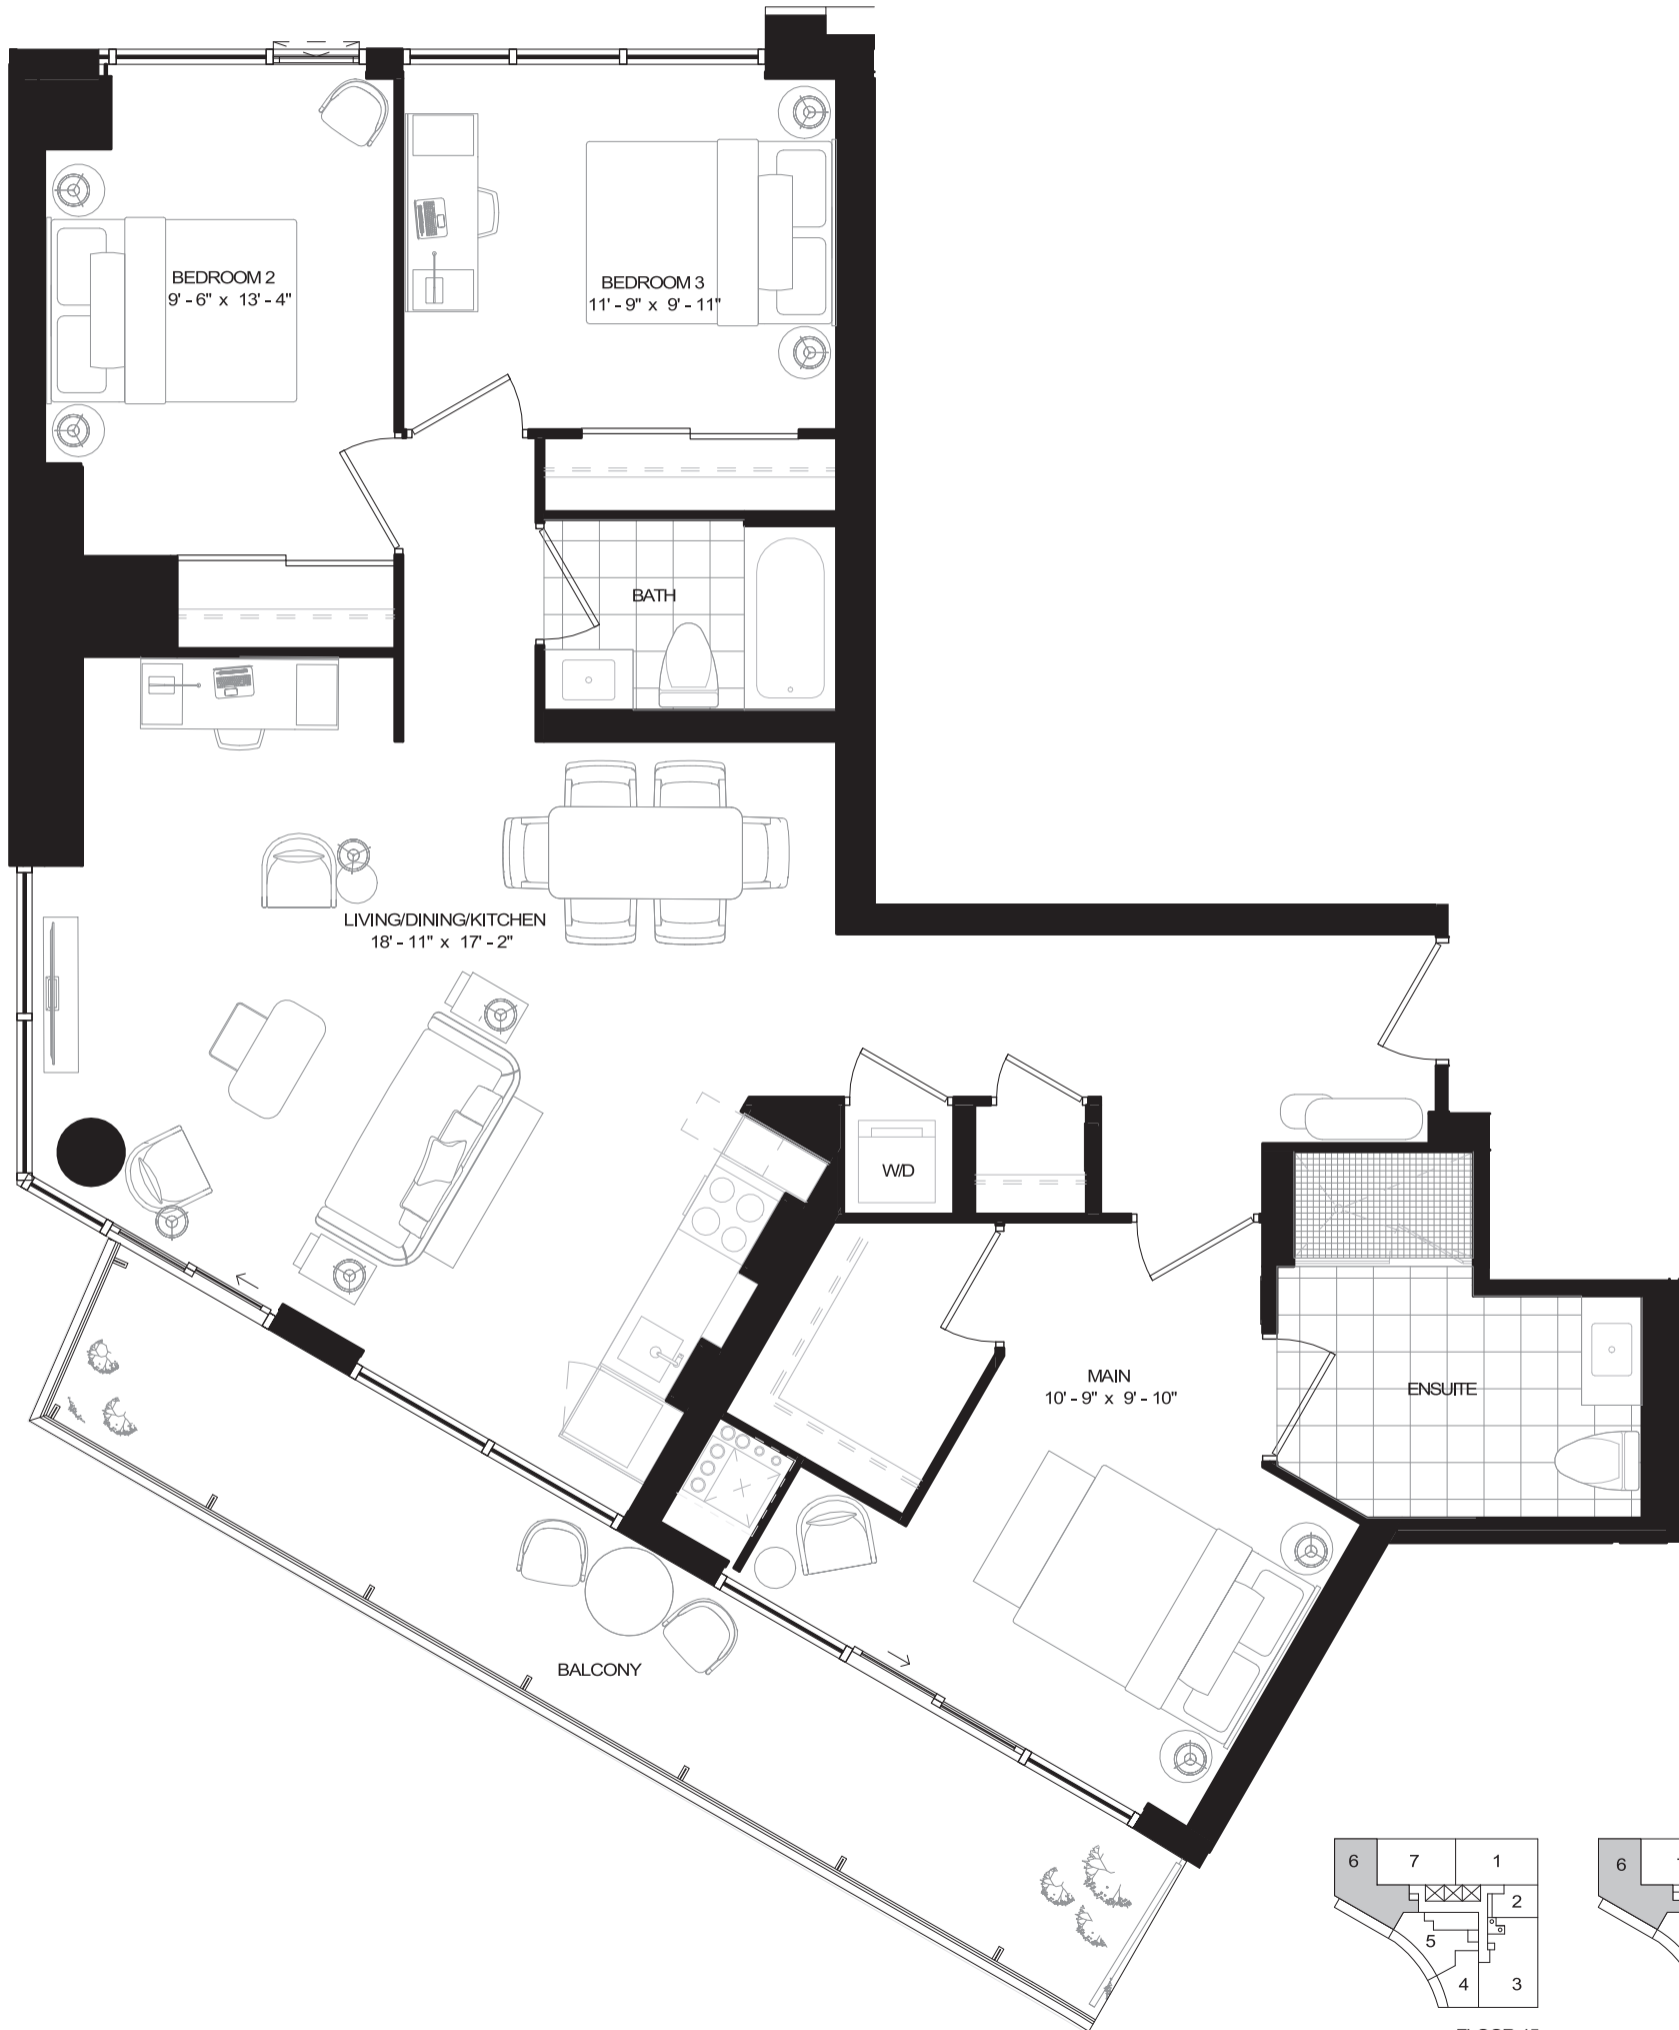 BEDROOM 2
9' - 6" x 13' - 4"
BEDROOM 3
11' - 9" x 9' - 11"
BATH
LIVING/DINING/KITCHEN
18' - 11" x 17' - 2"
W/D
MAIN
10' - 9" x 9' - 10"
ENSUITE
BALCONY
6 7 1
2
5
4 3
6